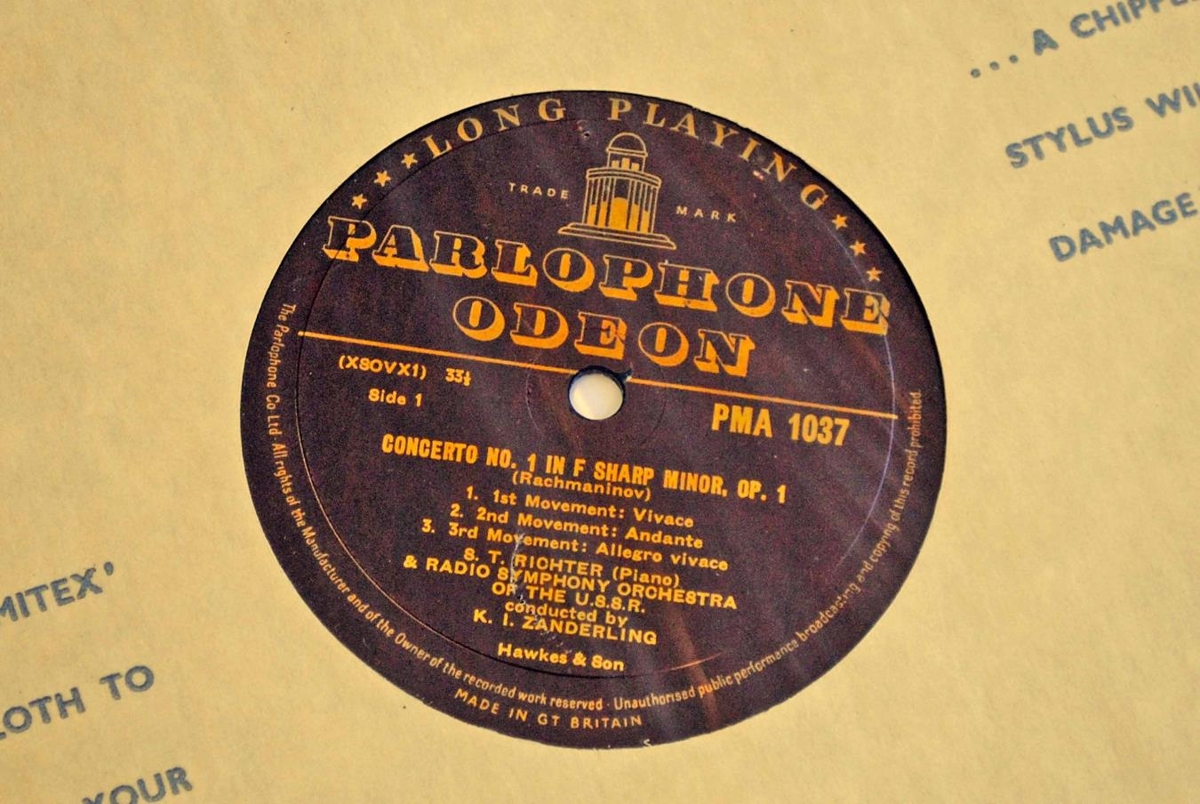 ... A
STYLUS
DAMAGE
★★★ LONG PLAYING ★★★
TRADE MARK
PARLOPHONE
ODEON
(XSOVX1) 33⅓
Side 1
PMA 1037
CONCERTO NO. 1 IN F SHARP MINOR, OP. 1
(Rachmaninov)
1. 1st Movement: Vivace
2. 2nd Movement: Andante
3. 3rd Movement: Allegro vivace
S. T. RICHTER (Piano)
& RADIO SYMPHONY ORCHESTRA
OF THE U.S.S.R.
conducted by
K. I. ZANDERLING
Hawkes & Son
The Parlophone Co Ltd · All rights of the Manufacturer and of the Owner of the recorded work reserved · Unauthorised public performance broadcasting and copying of this record prohibited.
MADE IN GT BRITAIN
TO
YOUR